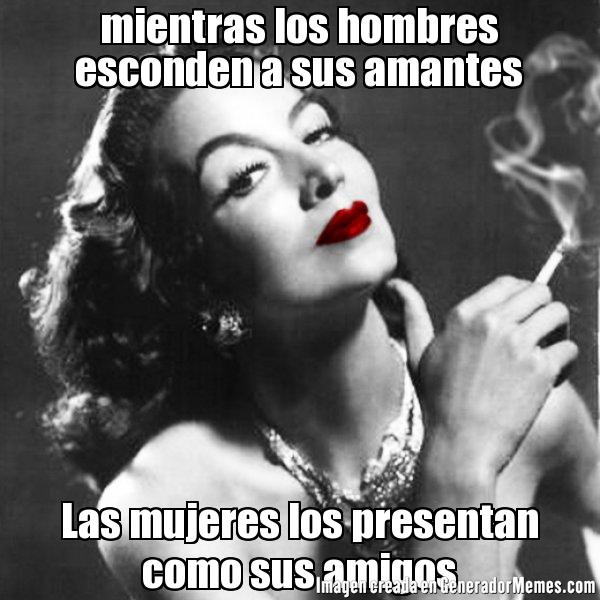 mientras los hombres
esconden a sus amantes
Las mujeres los presentan
como sus amigos
Imagen creada en GeneradorMemes.com